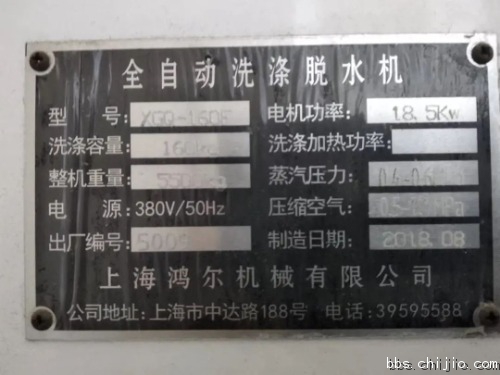 全自动洗涤脱水机
型 号: 电机功率: 18.5Kw
洗涤容量: 160 洗涤加热功率:
整机重量: 蒸汽压力:
电 源:380V/50Hz 压缩空气:
出厂编号: 制造日期: 2018.08
上海鸿尔机械有限公司
公司地址:上海市中达路188号 电话:39595588
bbs.chijio.com